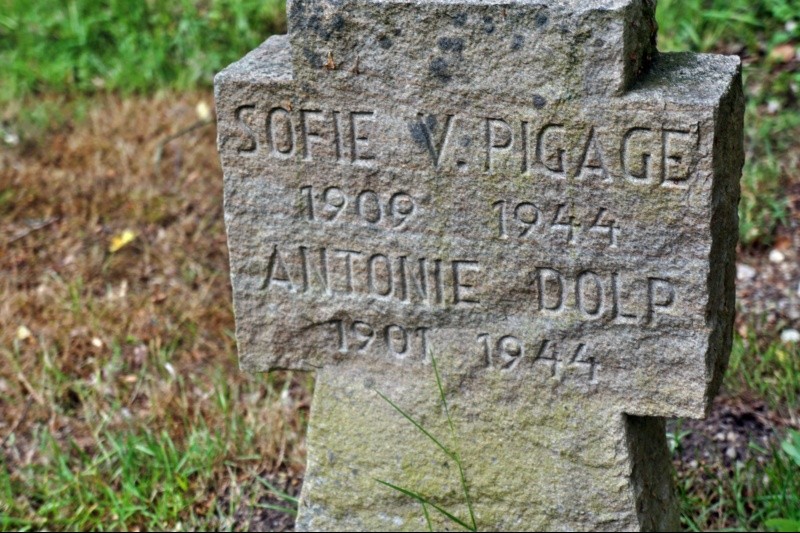 SOFIE V. PIGAGE
1909 1944
ANTONIE DOLP
1901 1944